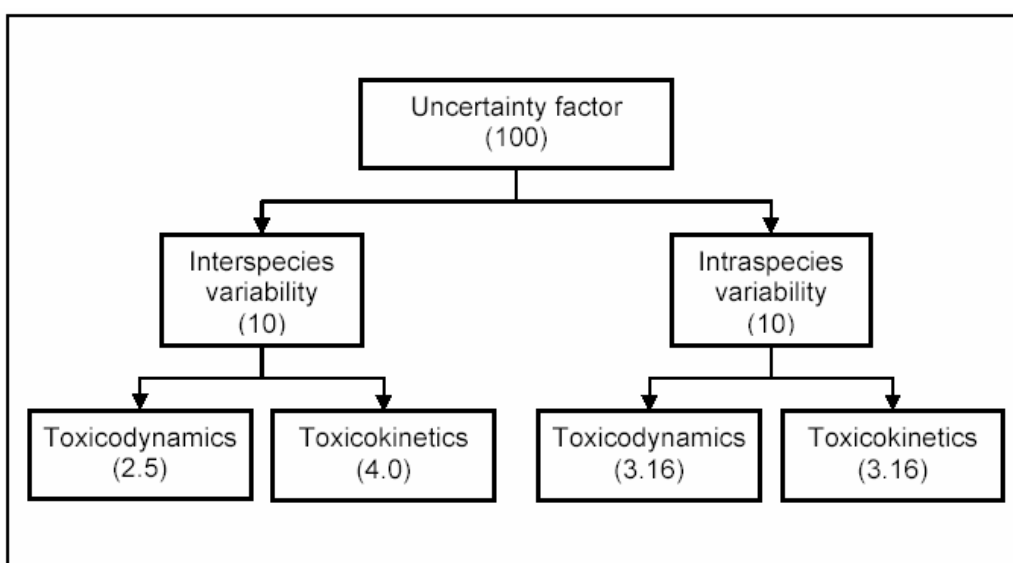 Uncertainty factor
(100)
Interspecies
variability
(10)
Intraspecies
variability
(10)
Toxicodynamics
(2.5)
Toxicokinetics
(4.0)
Toxicodynamics
(3.16)
Toxicokinetics
(3.16)